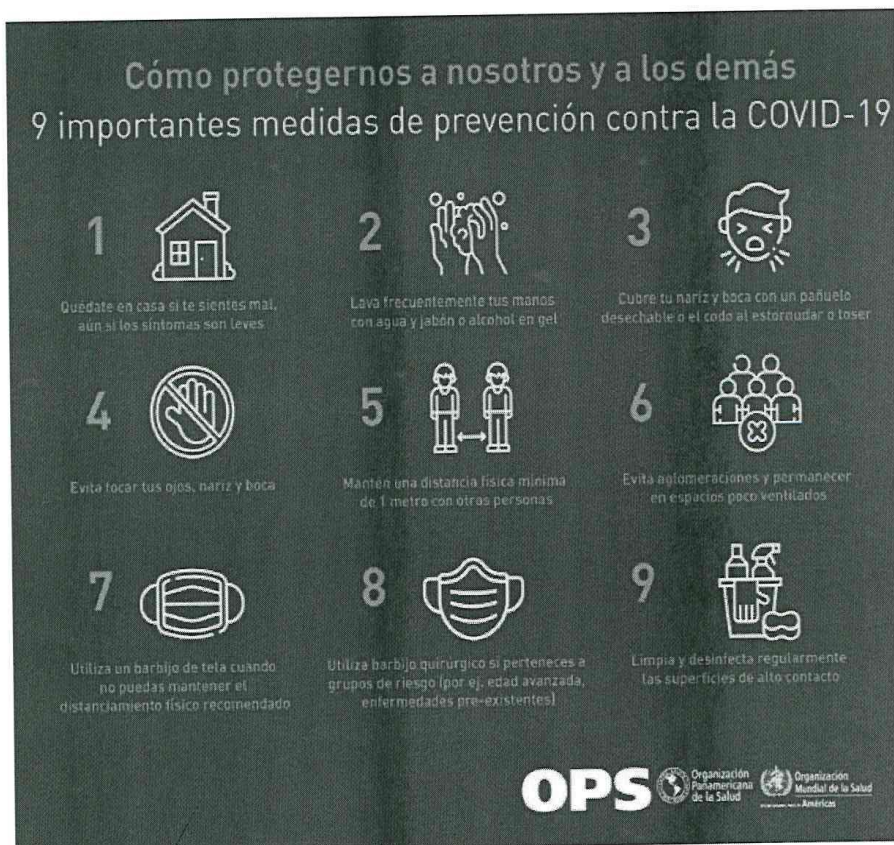 Cómo protegernos a nosotros y a los demás
9 importantes medidas de prevención contra la COVID-19
1
Quédate en casa si te sientes mal,
aún si los síntomas son leves
2
Lava frecuentemente tus manos
con agua y jabón o alcohol en gel
3
Cubre tu nariz y boca con un pañuelo
desechable o el codo al estornudar o toser
4
Evita tocar tus ojos, nariz y boca
5
Mantén una distancia física mínima
de 1 metro con otras personas
6
Evita aglomeraciones y permanecer
en espacios poco ventilados
7
Utiliza un barbijo de tela cuando
no puedas mantener el
distanciamiento físico recomendado
8
Utiliza barbijo quirúrgico si perteneces a
grupos de riesgo (por ej. edad avanzada,
enfermedades pre-existentes)
9
Limpia y desinfecta regularmente
las superficies de alto contacto
OPS
Organización
Panamericana
de la Salud
Organización
Mundial de la Salud
Américas